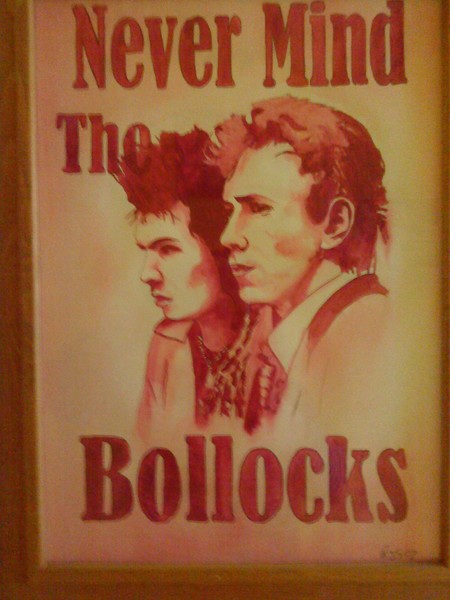 Never Mind
The
Bollocks